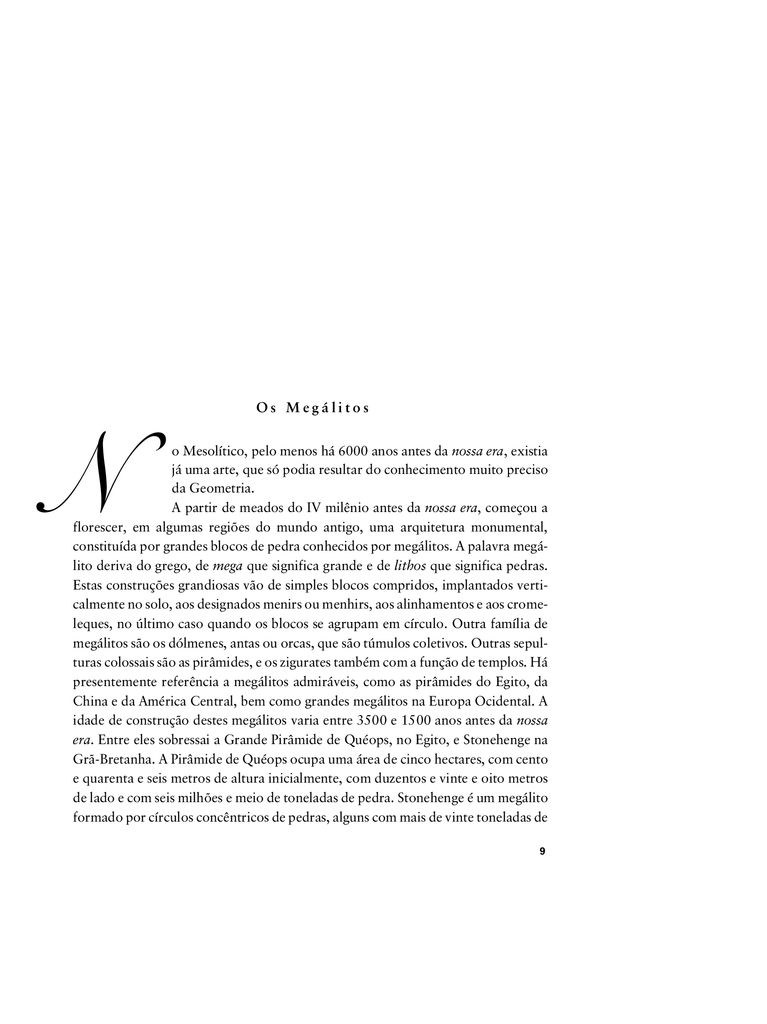 Os Megálitos
No Mesolítico, pelo menos há 6000 anos antes da nossa era, existia
já uma arte, que só podia resultar do conhecimento muito preciso
da Geometria.
A partir de meados do IV milênio antes da nossa era, começou a
florescer, em algumas regiões do mundo antigo, uma arquitetura monumental,
constituída por grandes blocos de pedra conhecidos por megálitos. A palavra megá-
lito deriva do grego, de mega que significa grande e de lithos que significa pedras.
Estas construções grandiosas vão de simples blocos compridos, implantados verti-
calmente no solo, aos designados menirs ou menhirs, aos alinhamentos e aos crome-
leques, no último caso quando os blocos se agrupam em círculo. Outra família de
megálitos são os dólmenes, antas ou orcas, que são túmulos coletivos. Outras sepul-
turas colossais são as pirâmides, e os zigurates também com a função de templos. Há
presentemente referência a megálitos admiráveis, como as pirâmides do Egito, da
China e da América Central, bem como grandes megálitos na Europa Ocidental. A
idade de construção destes megálitos varia entre 3500 e 1500 anos antes da nossa
era. Entre eles sobressai a Grande Pirâmide de Quéops, no Egito, e Stonehenge na
Grã-Bretanha. A Pirâmide de Quéops ocupa uma área de cinco hectares, com cento
e quarenta e seis metros de altura inicialmente, com duzentos e vinte e oito metros
de lado e com seis milhões e meio de toneladas de pedra. Stonehenge é um megálito
formado por círculos concêntricos de pedras, alguns com mais de vinte toneladas de
9